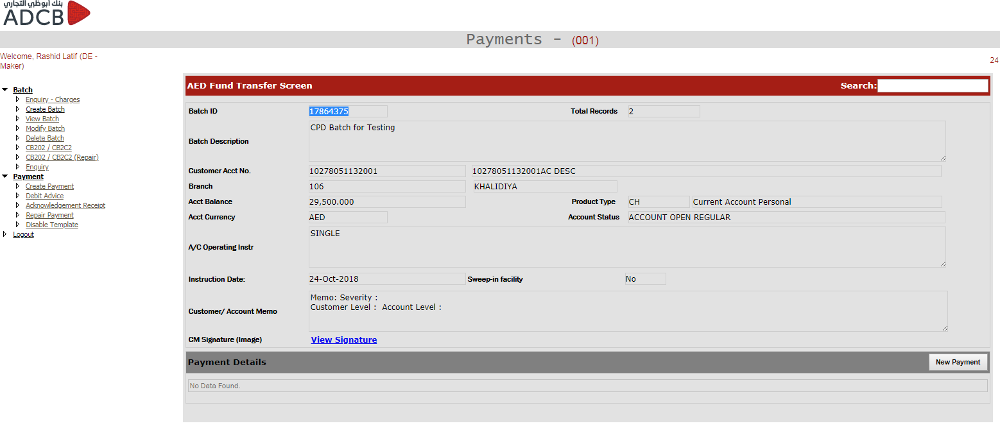 بنك أبوظبي التجاري
ADCB
Payments - (001)
Welcome, Rashid Latif (DE -
Maker)
24
Batch
Enquiry - Charges
Create Batch
View Batch
Modify Batch
Delete Batch
CB202 / CB2C2
CB202 / CB2C2 (Repair)
Enquiry
Payment
Create Payment
Debit Advice
Acknowledgement Receipt
Repair Payment
Disable Template
Logout
AED Fund Transfer Screen Search:
Batch ID 17864375 Total Records 2
Batch Description CPD Batch for Testing
Customer Acct No. 10278051132001 10278051132001AC DESC
Branch 106 KHALIDIYA
Acct Balance 29,500.000 Product Type CH Current Account Personal
Acct Currency AED Account Status ACCOUNT OPEN REGULAR
A/C Operating Instr SINGLE
Instruction Date: 24-Oct-2018 Sweep-in facility No
Customer/ Account Memo Memo: Severity :
Customer Level : Account Level :
CM Signature (Image) View Signature
Payment Details New Payment
No Data Found.